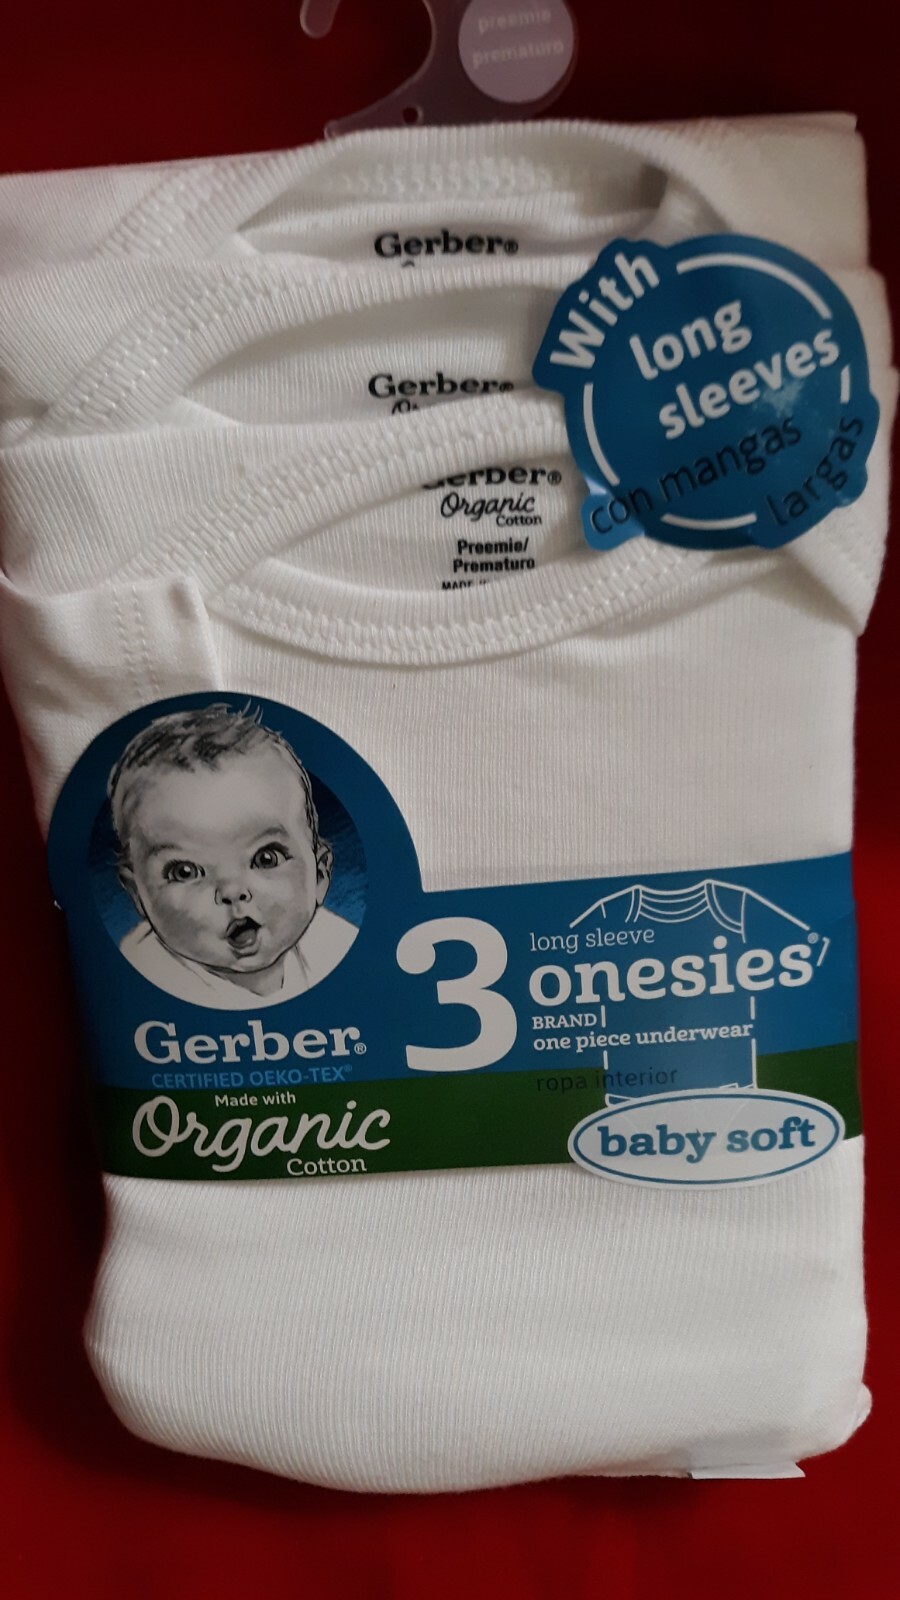 preemie
prematuro
Gerber®
Gerber®
Gerber®
Organic
Cotton
Preemie/
Prematuro
With
long
sleeves
con mangas
largas
Gerber®
CERTIFIED OEKO-TEX®
Made with
Organic
Cotton
3
long sleeve
onesies®
BRAND
one piece underwear
ropa interior
baby soft